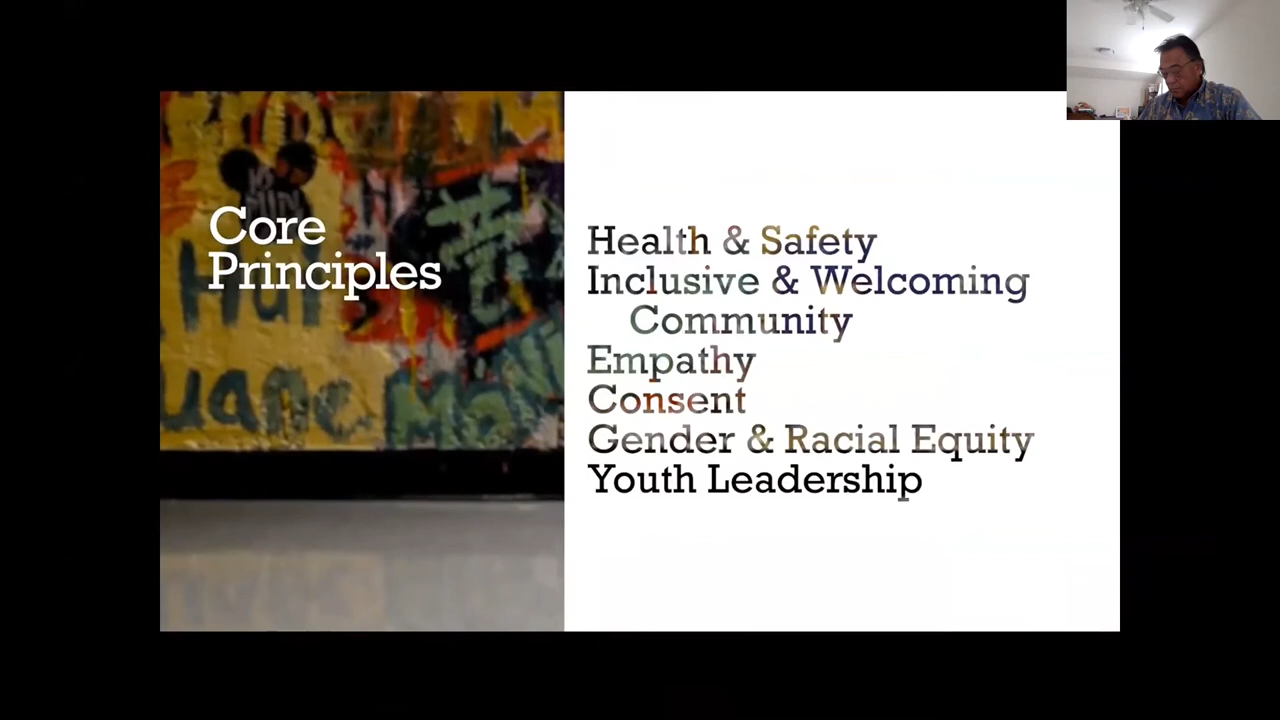 Core
Principles
Health & Safety
Inclusive & Welcoming
Community
Empathy
Consent
Gender & Racial Equity
Youth Leadership